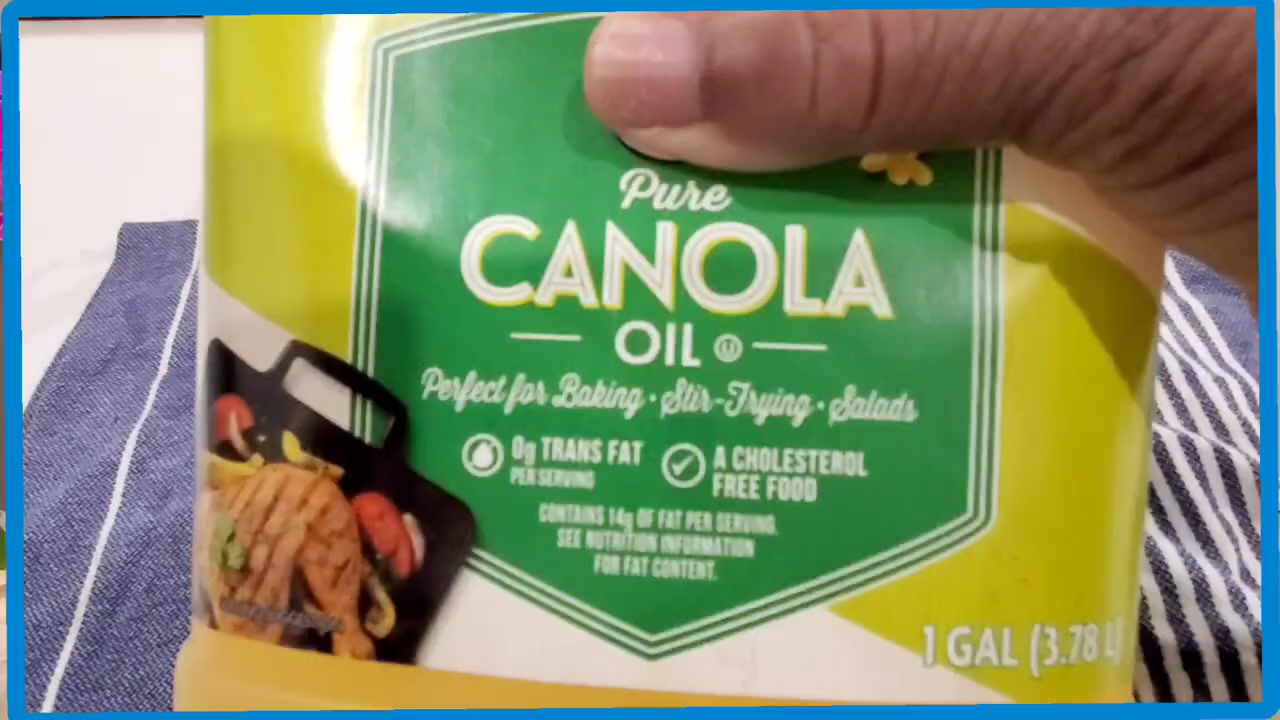 Pure
CANOLA
OIL
Perfect for Baking · Stir-Frying · Salads
0g TRANS FAT
PER SERVING
A CHOLESTEROL
FREE FOOD
CONTAINS 14g OF FAT PER SERVING.
SEE NUTRITION INFORMATION
FOR FAT CONTENT.
1 GAL (3.78 L)